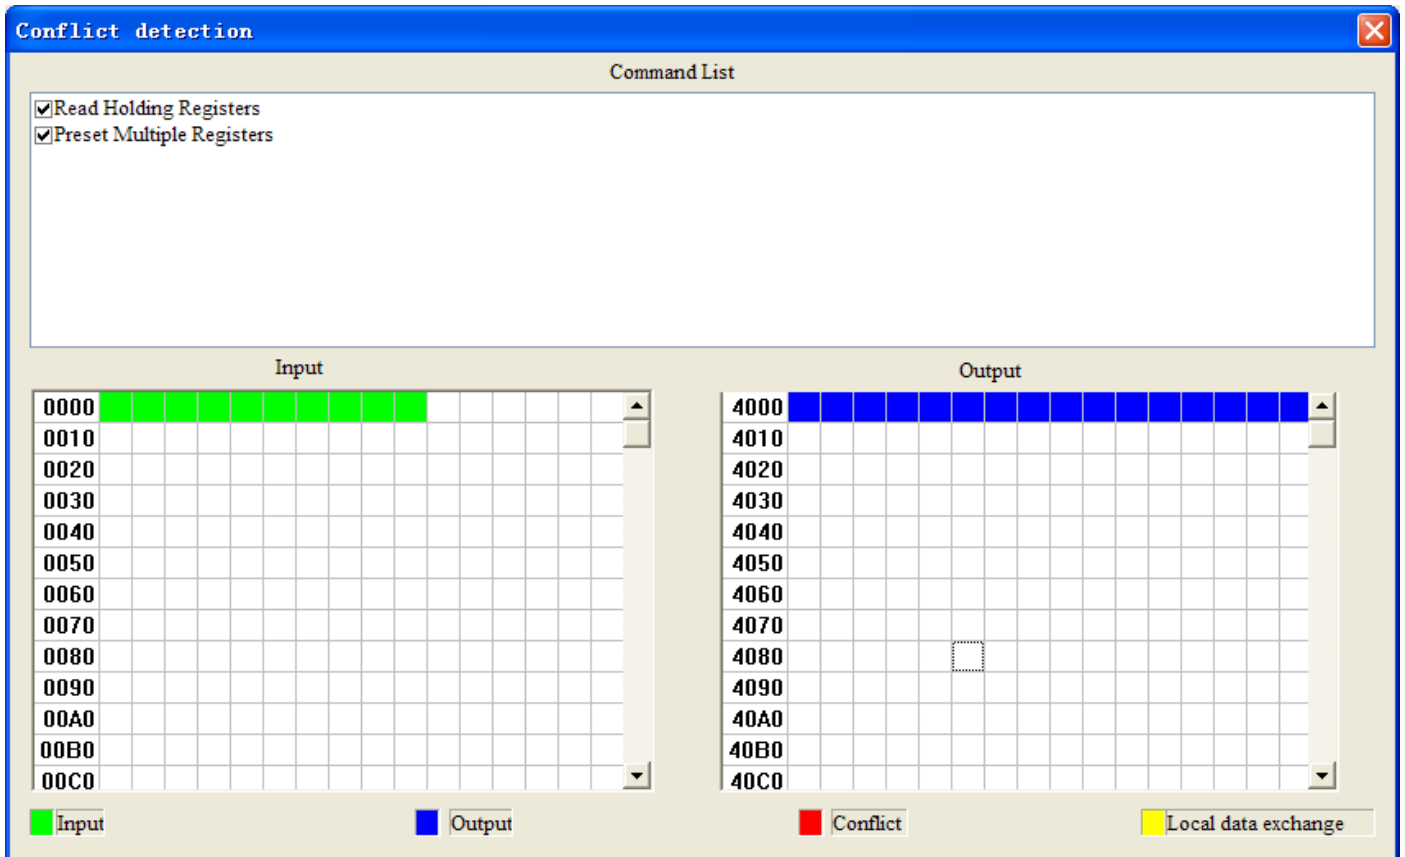 Conflict detection
Command List
Read Holding Registers
Preset Multiple Registers
Input
Output
0000
0010
0020
0030
0040
0050
0060
0070
0080
0090
00A0
00B0
00C0
4000
4010
4020
4030
4040
4050
4060
4070
4080
4090
40A0
40B0
40C0
Input
Output
Conflict
Local data exchange